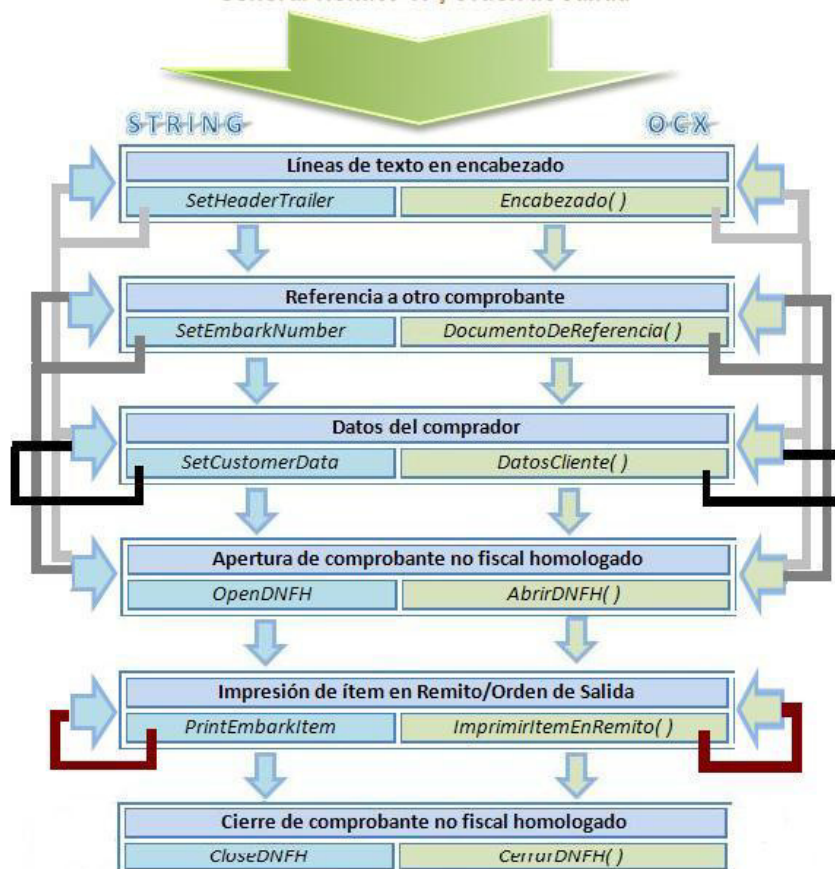 STRING OCX
Líneas de texto en encabezado
SetHeaderTrailer Encabezado( )
Referencia a otro comprobante
SetEmbarkNumber DocumentoDeReferencia( )
Datos del comprador
SetCustomerData DatosCliente( )
Apertura de comprobante no fiscal homologado
OpenDNFH AbrirDNFH( )
Impresión de ítem en Remito/Orden de Salida
PrintEmbarkItem ImprimirItemEnRemito( )
Cierre de comprobante no fiscal homologado
CloseDNFH CerrarDNFH( )